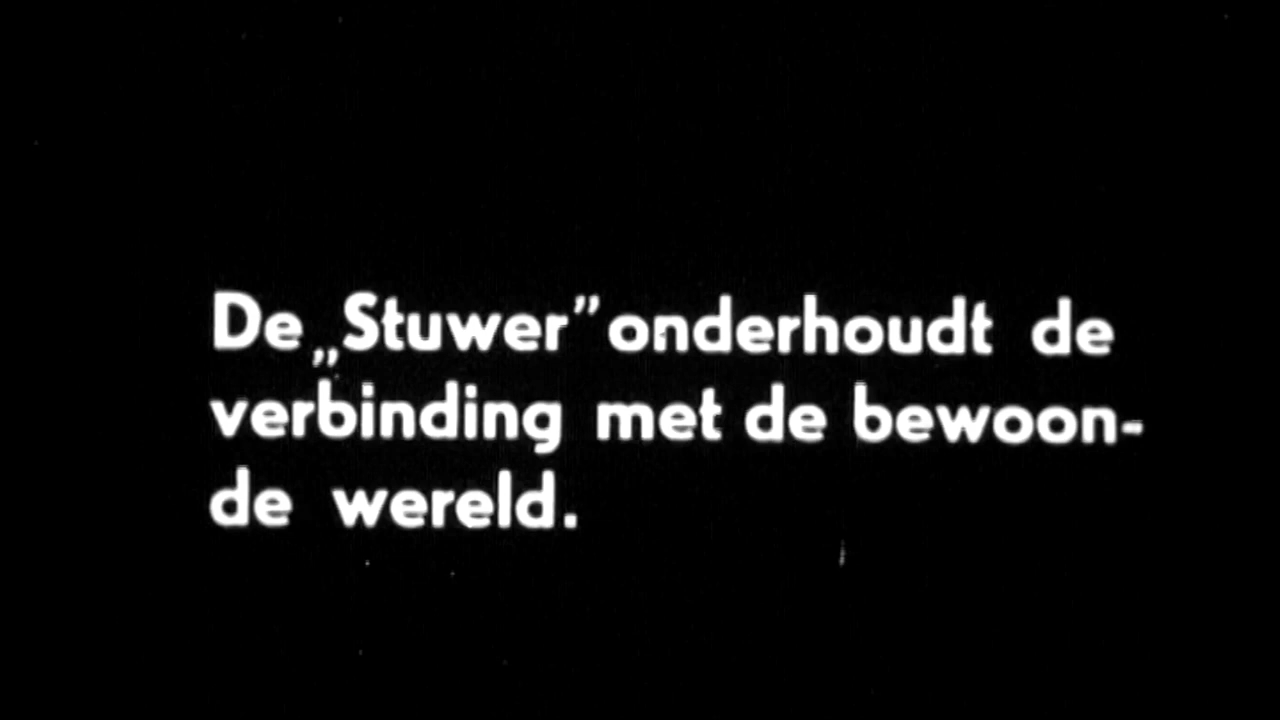 De „Stuwer” onderhoudt de
verbinding met de bewoon-
de wereld.